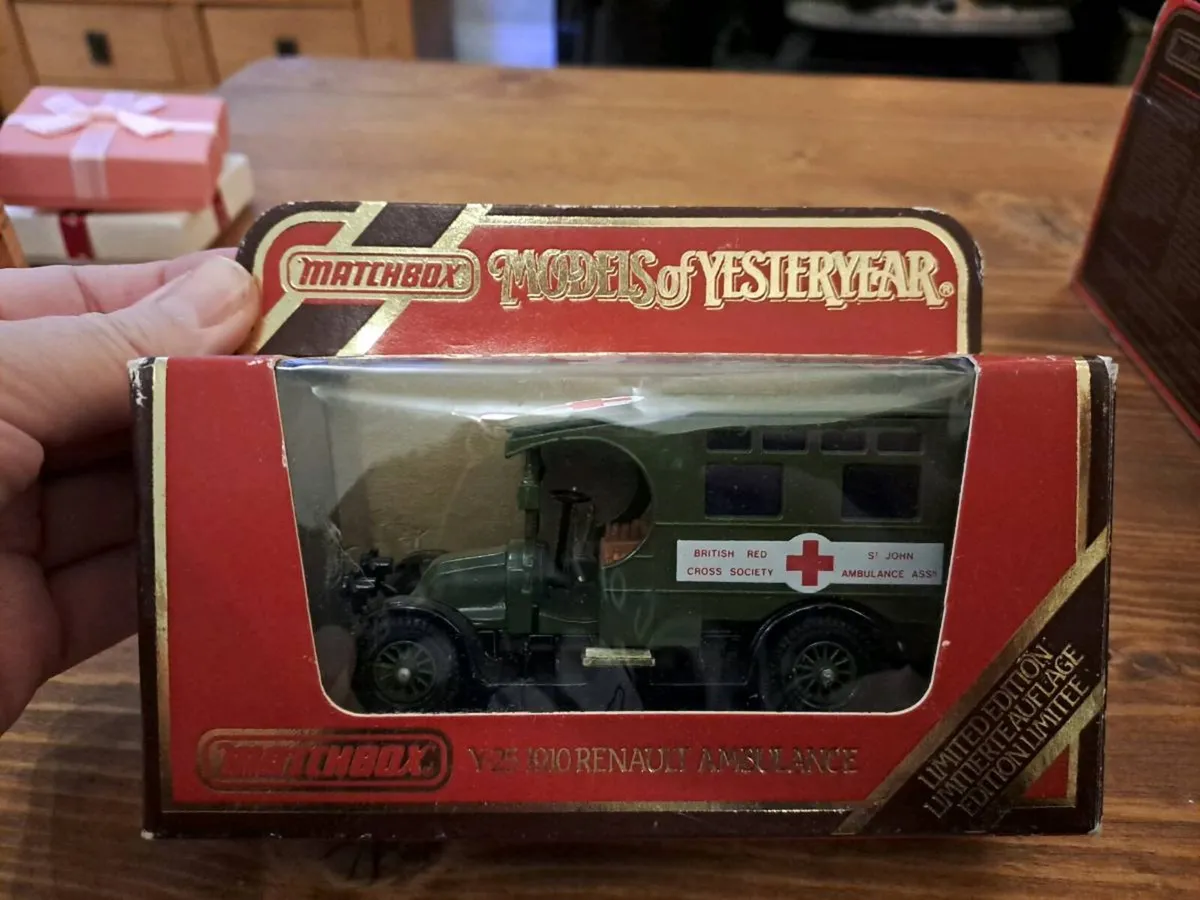 MATCHBOX
MODELS of YESTERYEAR®
BRITISH RED
CROSS SOCIETY
Sᵗ JOHN
AMBULANCE ASSᴺ
MATCHBOX®
Y-25 1910 RENAULT AMBULANCE
LIMITED EDITION
LIMITIERTE AUFLAGE
EDITION LIMITÉE